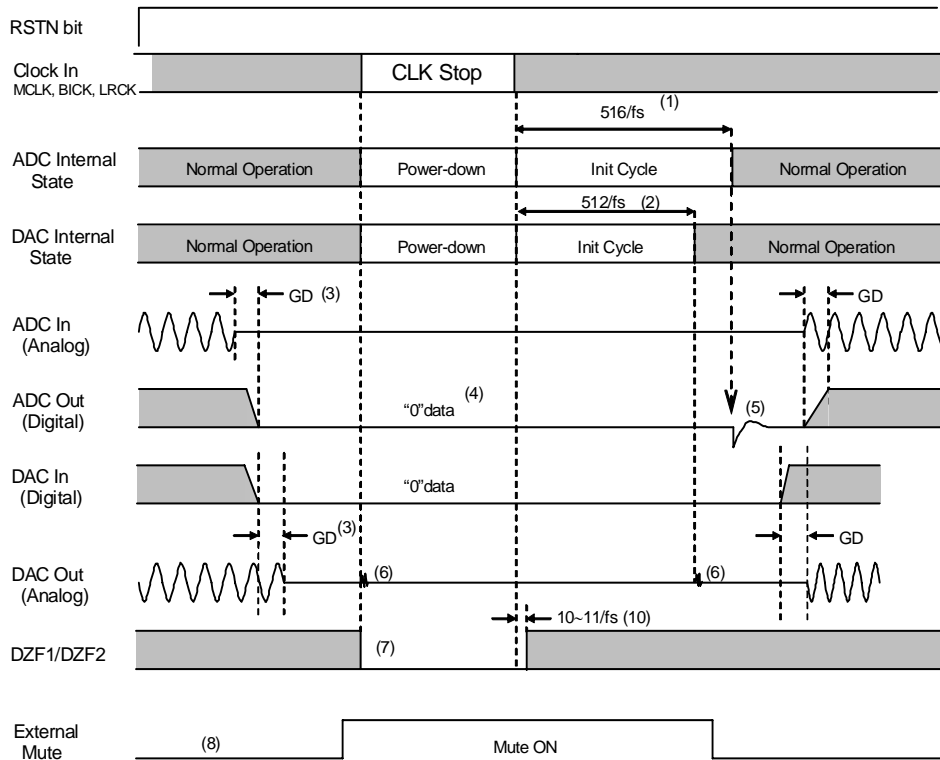 RSTN bit
Clock In
MCLK, BICK, LRCK
CLK Stop
516/fs (1)
ADC Internal
State
Normal Operation
Power-down
Init Cycle
Normal Operation
512/fs (2)
DAC Internal
State
Normal Operation
Power-down
Init Cycle
Normal Operation
GD (3)
GD
ADC In
(Analog)
ADC Out
(Digital)
"0"data
(4)
(5)
DAC In
(Digital)
"0"data
GD (3)
GD
DAC Out
(Analog)
(6)
(6)
10~11/fs (10)
DZF1/DZF2
(7)
External
Mute
(8)
Mute ON